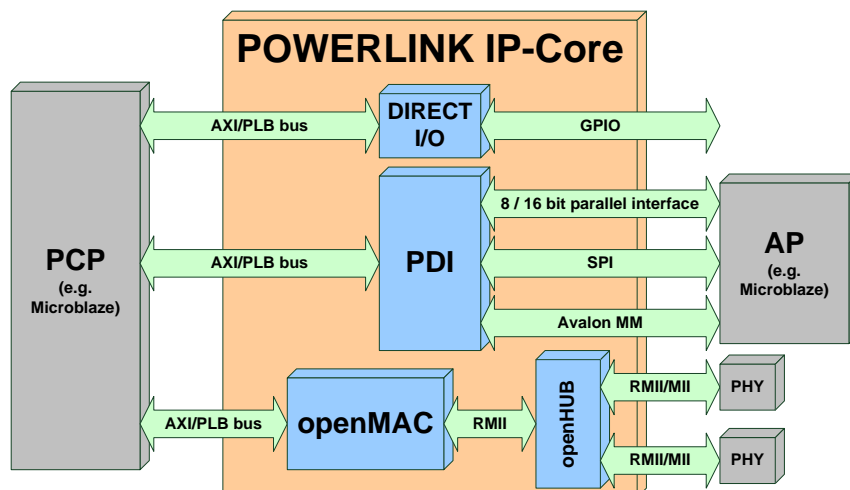 POWERLINK IP-Core
DIRECT
I/O
AXI/PLB bus
GPIO
PCP
(e.g.
Microblaze)
AXI/PLB bus
PDI
8 / 16 bit parallel interface
SPI
Avalon MM
AP
(e.g.
Microblaze)
AXI/PLB bus
openMAC
RMII
openHUB
RMII/MII
PHY
RMII/MII
PHY